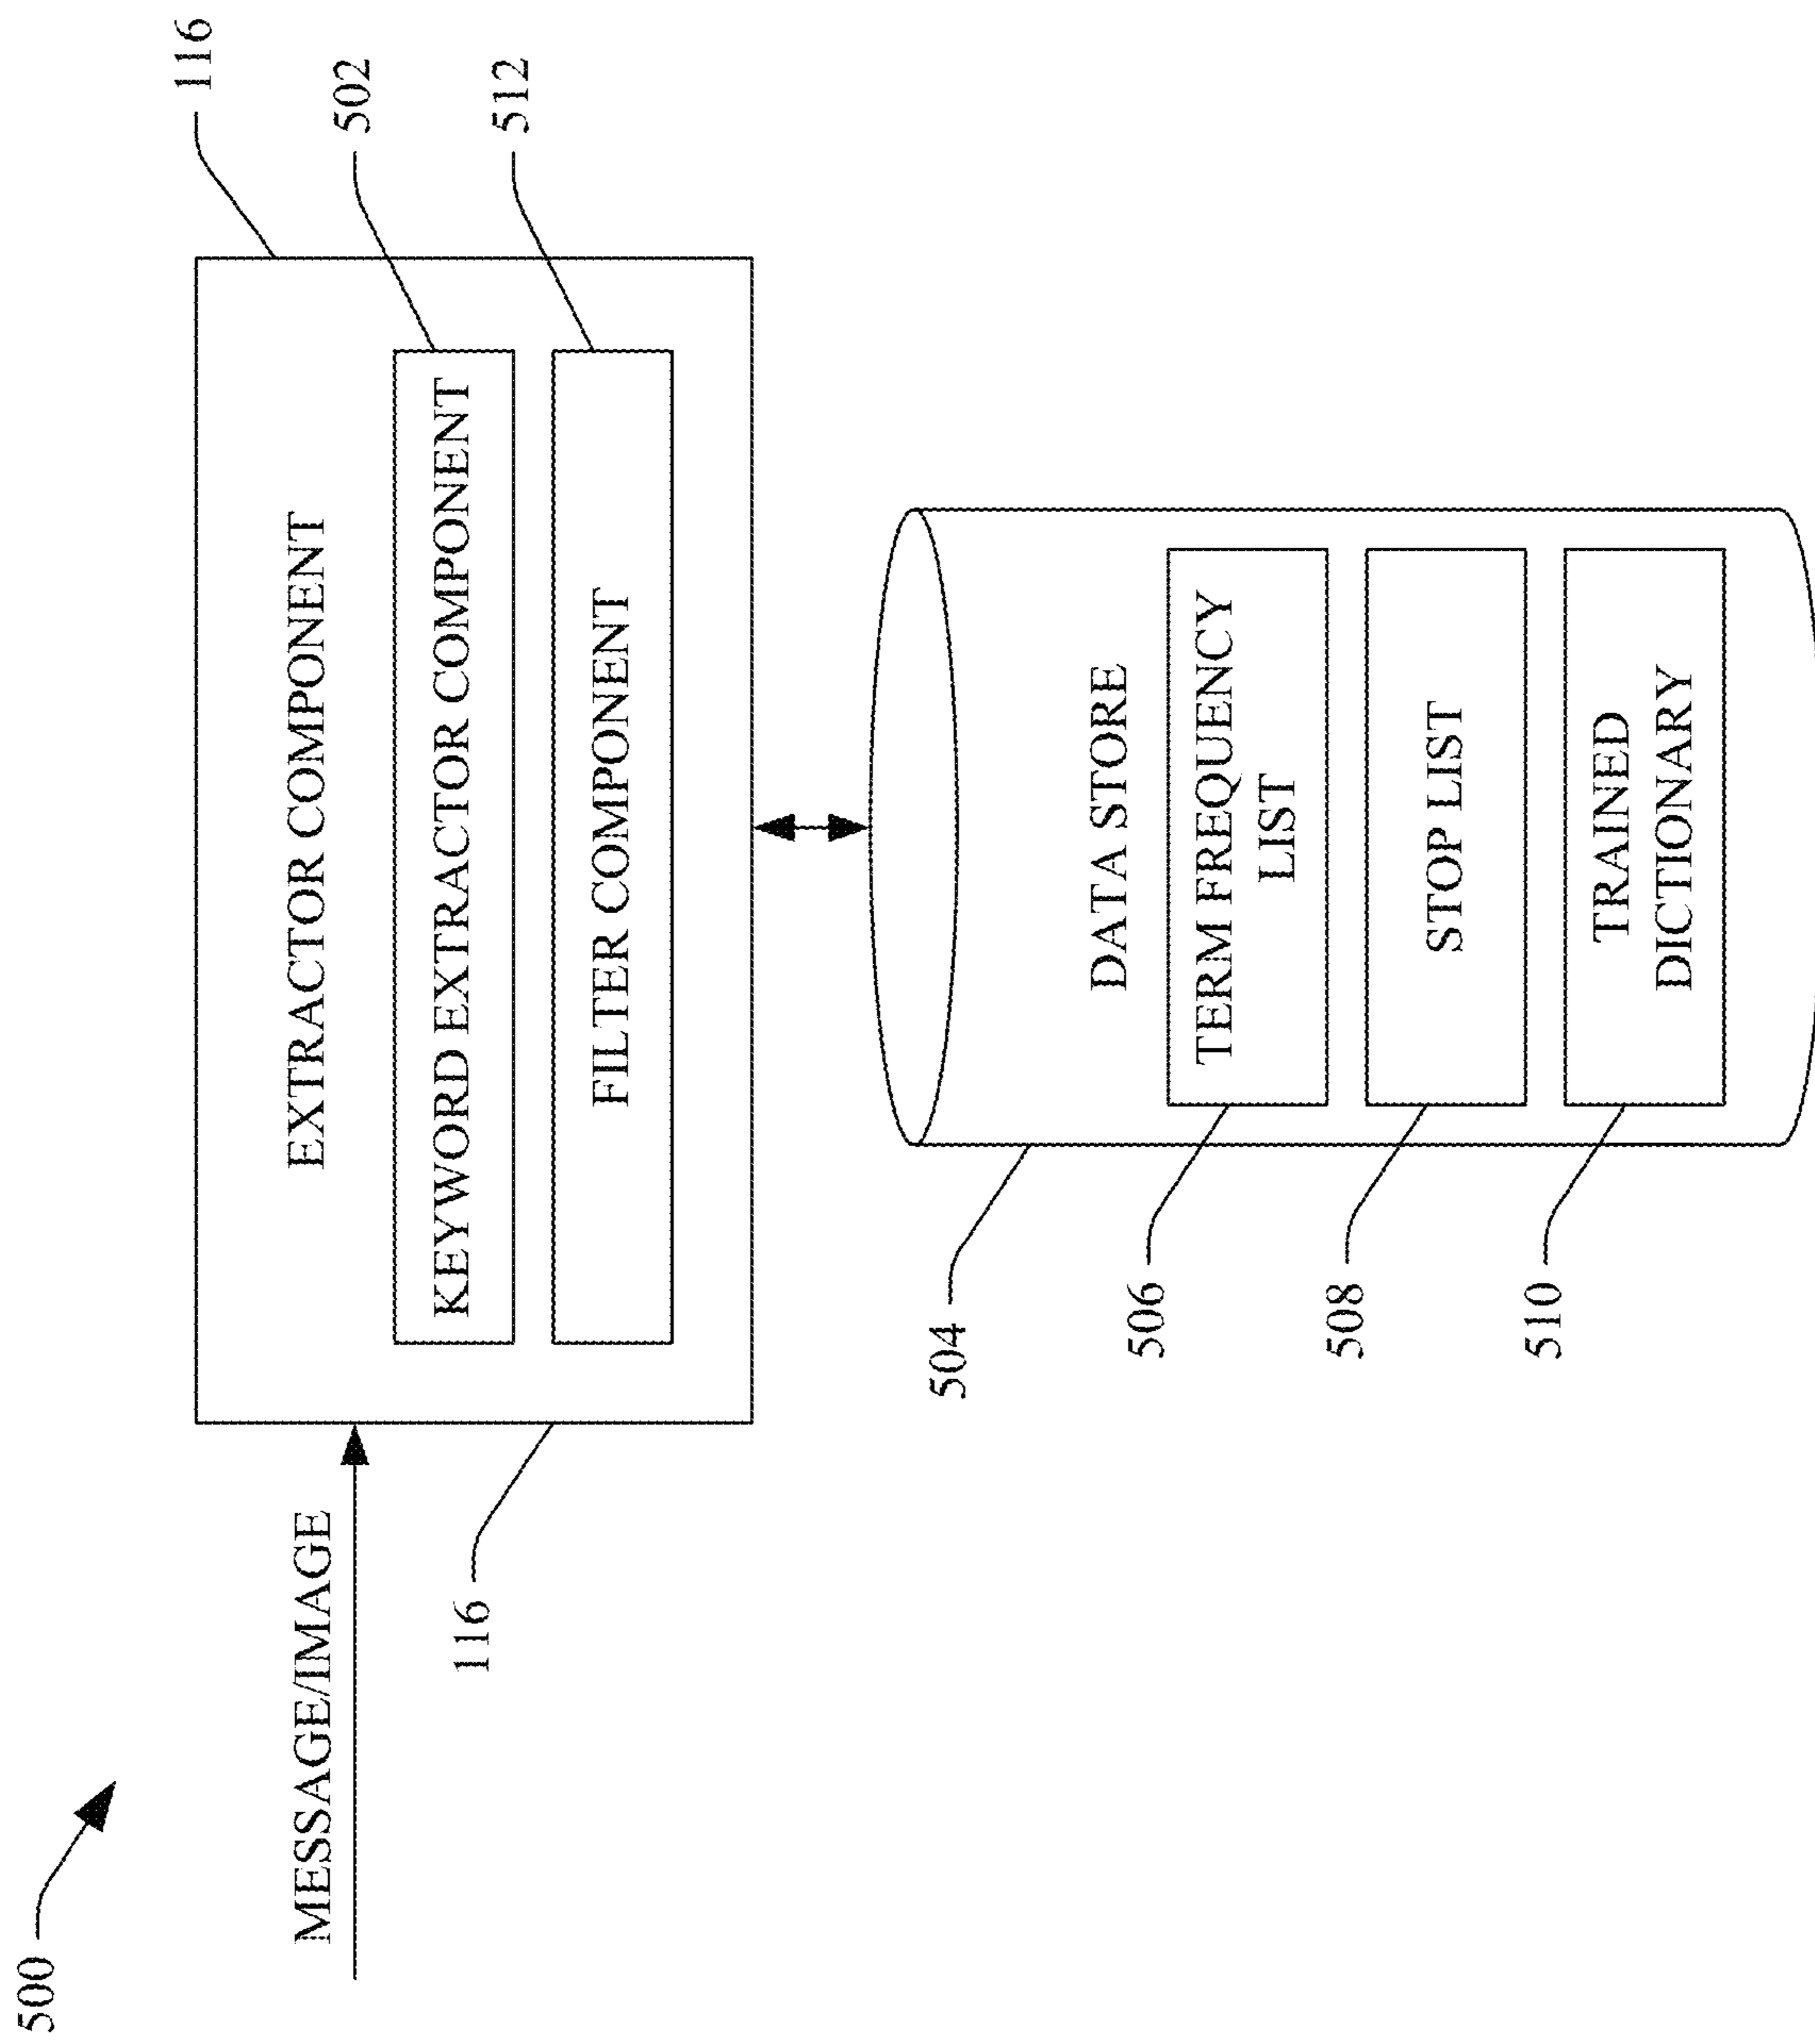 500
MESSAGE/IMAGE
116
116
EXTRACTOR COMPONENT
KEYWORD EXTRACTOR COMPONENT
502
FILTER COMPONENT
512
504
DATA STORE
506
TERM FREQUENCY
LIST
508
STOP LIST
510
TRAINED
DICTIONARY